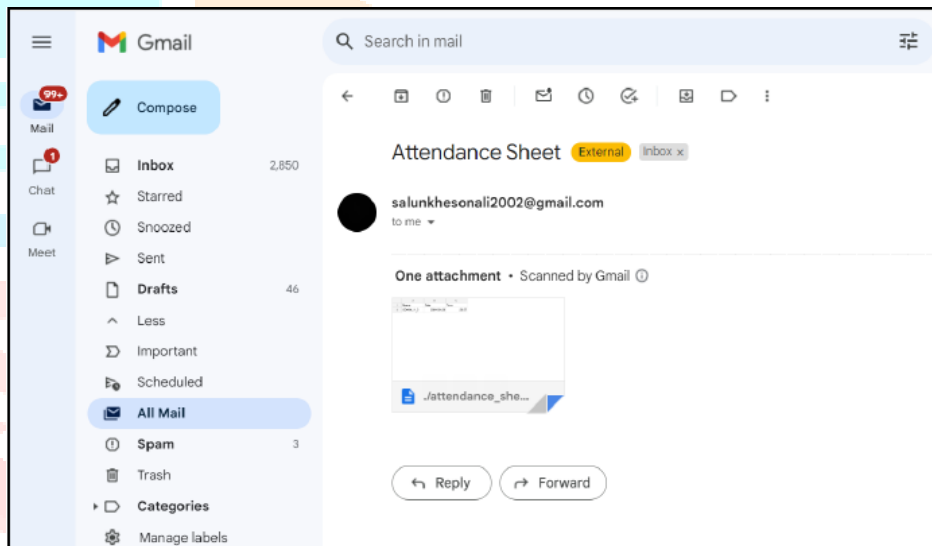 Gmail
Search in mail
99+
Mail
Compose
1
Chat
Meet
Inbox 2,850
Starred
Snoozed
Sent
Drafts 46
Less
Important
Scheduled
All Mail
Spam 3
Trash
Categories
Manage labels
Attendance Sheet External Inbox x
salunkhesonali2002@gmail.com
to me
One attachment • Scanned by Gmail
./attendance_she...
Reply Forward